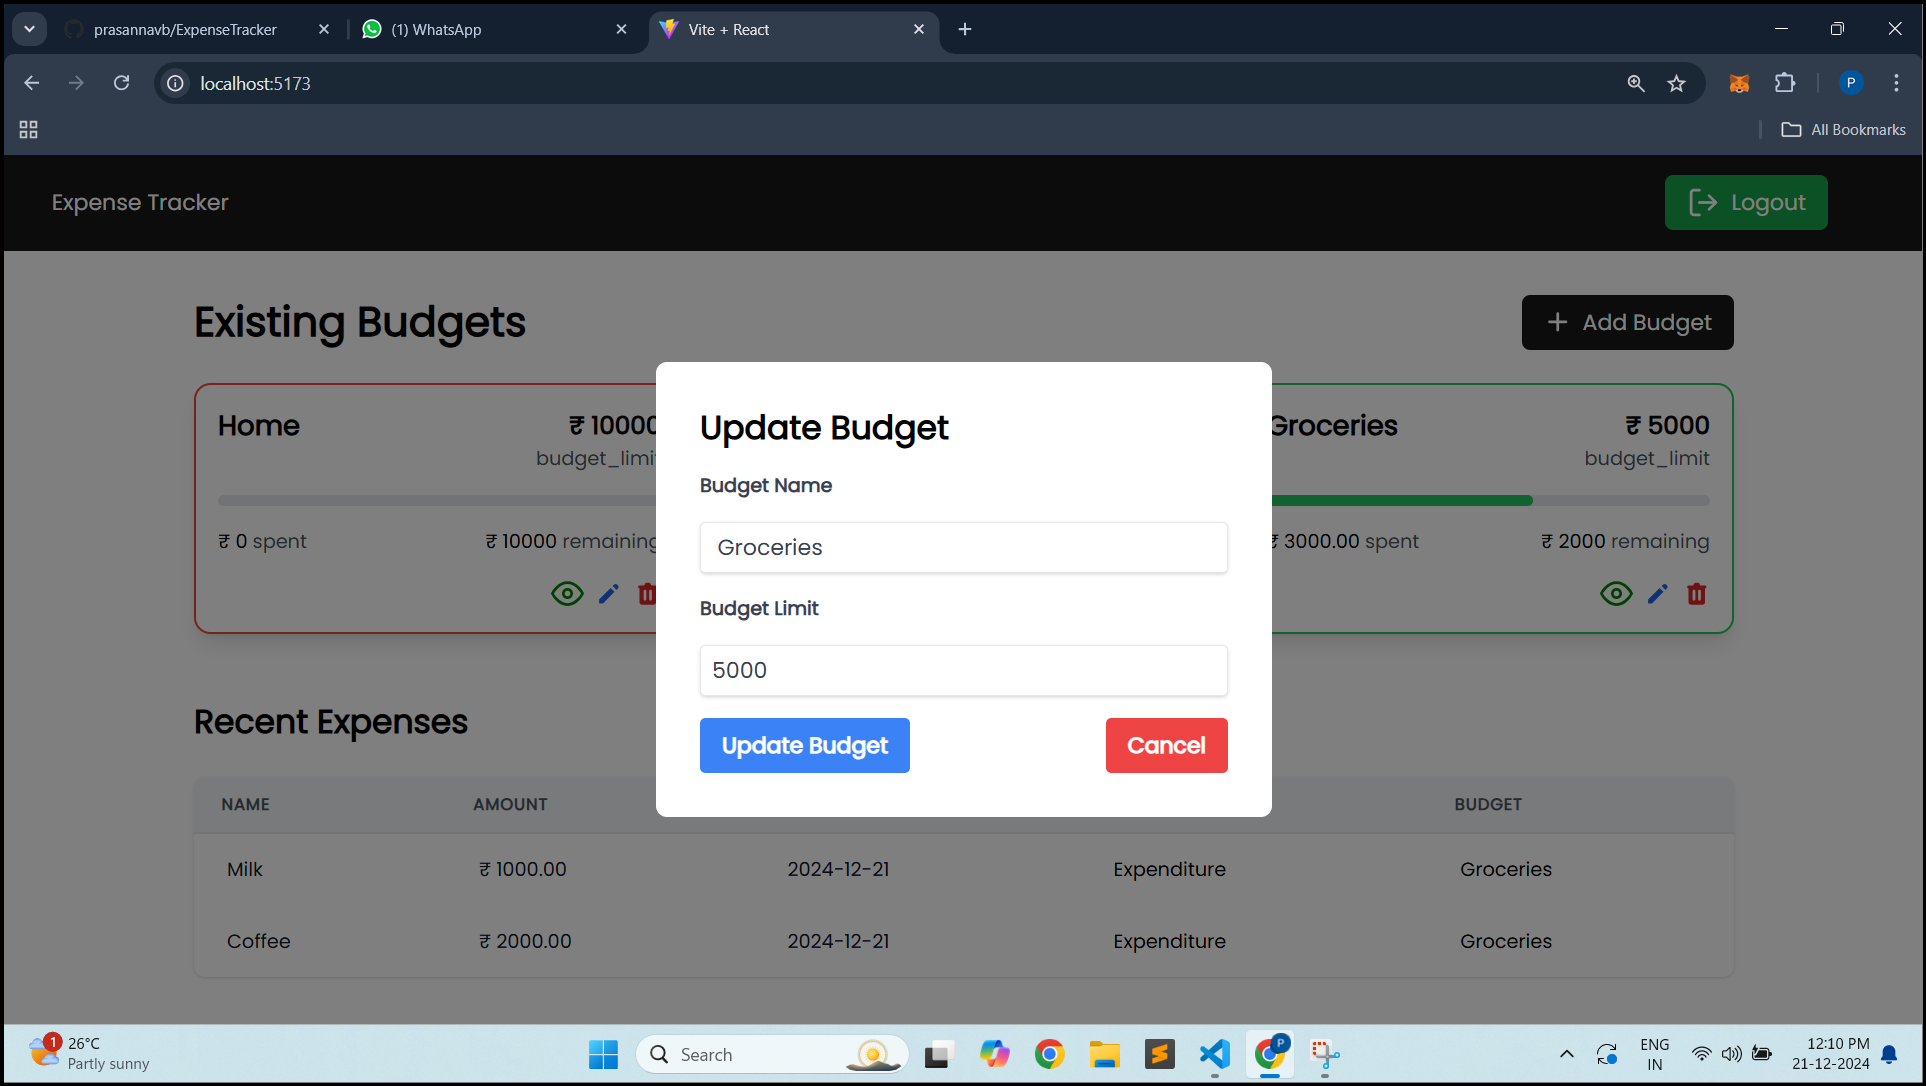 prasannavb/ExpenseTracker
(1) WhatsApp
Vite + React
localhost:5173
P
All Bookmarks
Expense Tracker
Logout
Existing Budgets
Add Budget
Home
₹ 10000
budget_limit
₹ 0 spent
₹ 10000 remaining
Update Budget
Budget Name
Groceries
Budget Limit
5000
Update Budget
Cancel
Groceries
₹ 5000
budget_limit
₹ 3000.00 spent
₹ 2000 remaining
Recent Expenses
NAME AMOUNT BUDGET
Milk ₹ 1000.00 2024-12-21 Expenditure Groceries
Coffee ₹ 2000.00 2024-12-21 Expenditure Groceries
1
26°C
Partly sunny
Search
P
ENG
IN
12:10 PM
21-12-2024